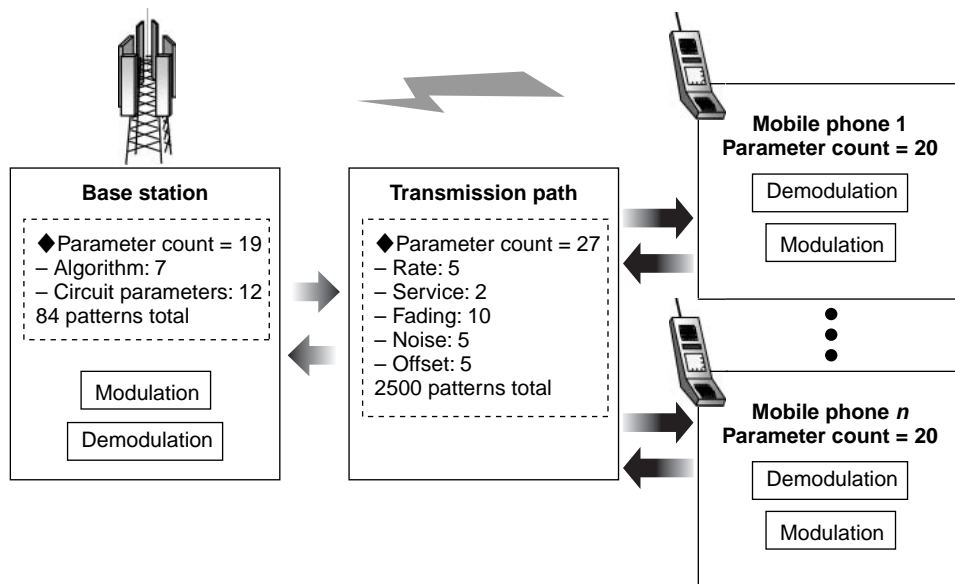 Base station
◆Parameter count = 19
– Algorithm: 7
– Circuit parameters: 12
84 patterns total
Modulation
Demodulation
Transmission path
◆Parameter count = 27
– Rate: 5
– Service: 2
– Fading: 10
– Noise: 5
– Offset: 5
2500 patterns total
Mobile phone 1
Parameter count = 20
Demodulation
Modulation
Mobile phone n
Parameter count = 20
Demodulation
Modulation